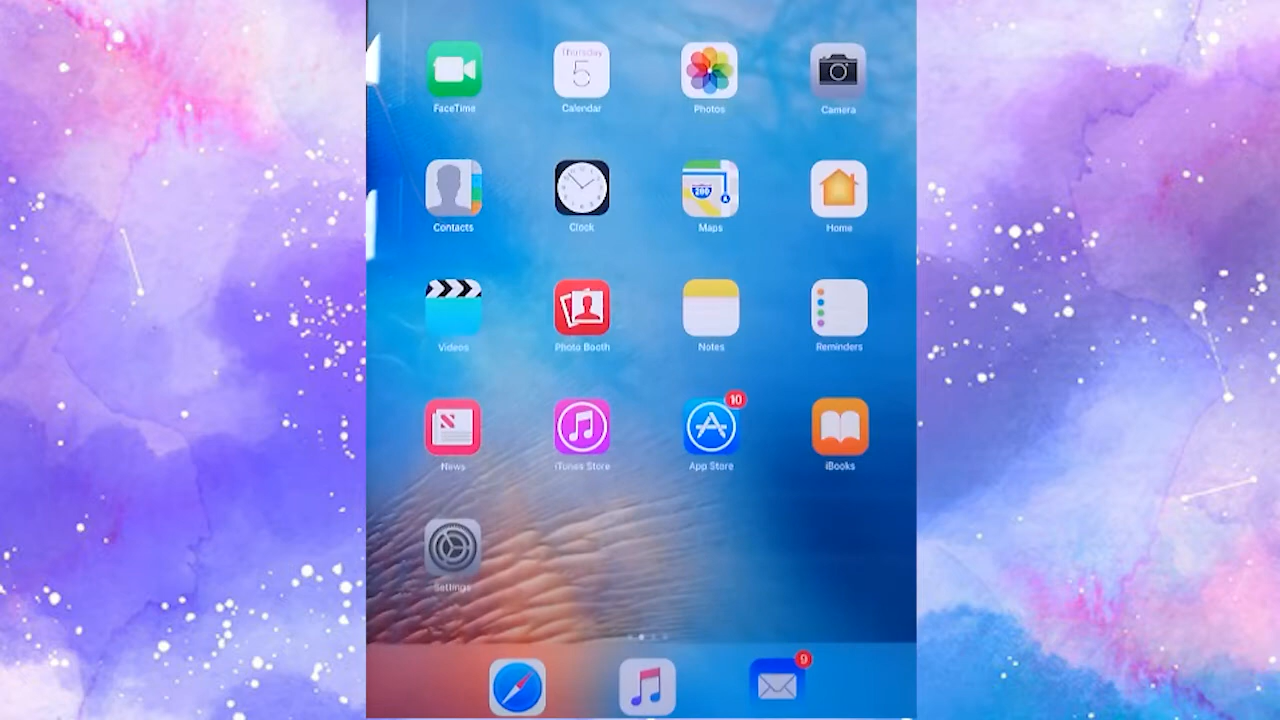 Thursday
5
FaceTime
Calendar
Photos
Camera
280
Contacts
Clock
Maps
Home
Videos
Photo Booth
Notes
Reminders
10
News
iTunes Store
App Store
iBooks
Settings
9